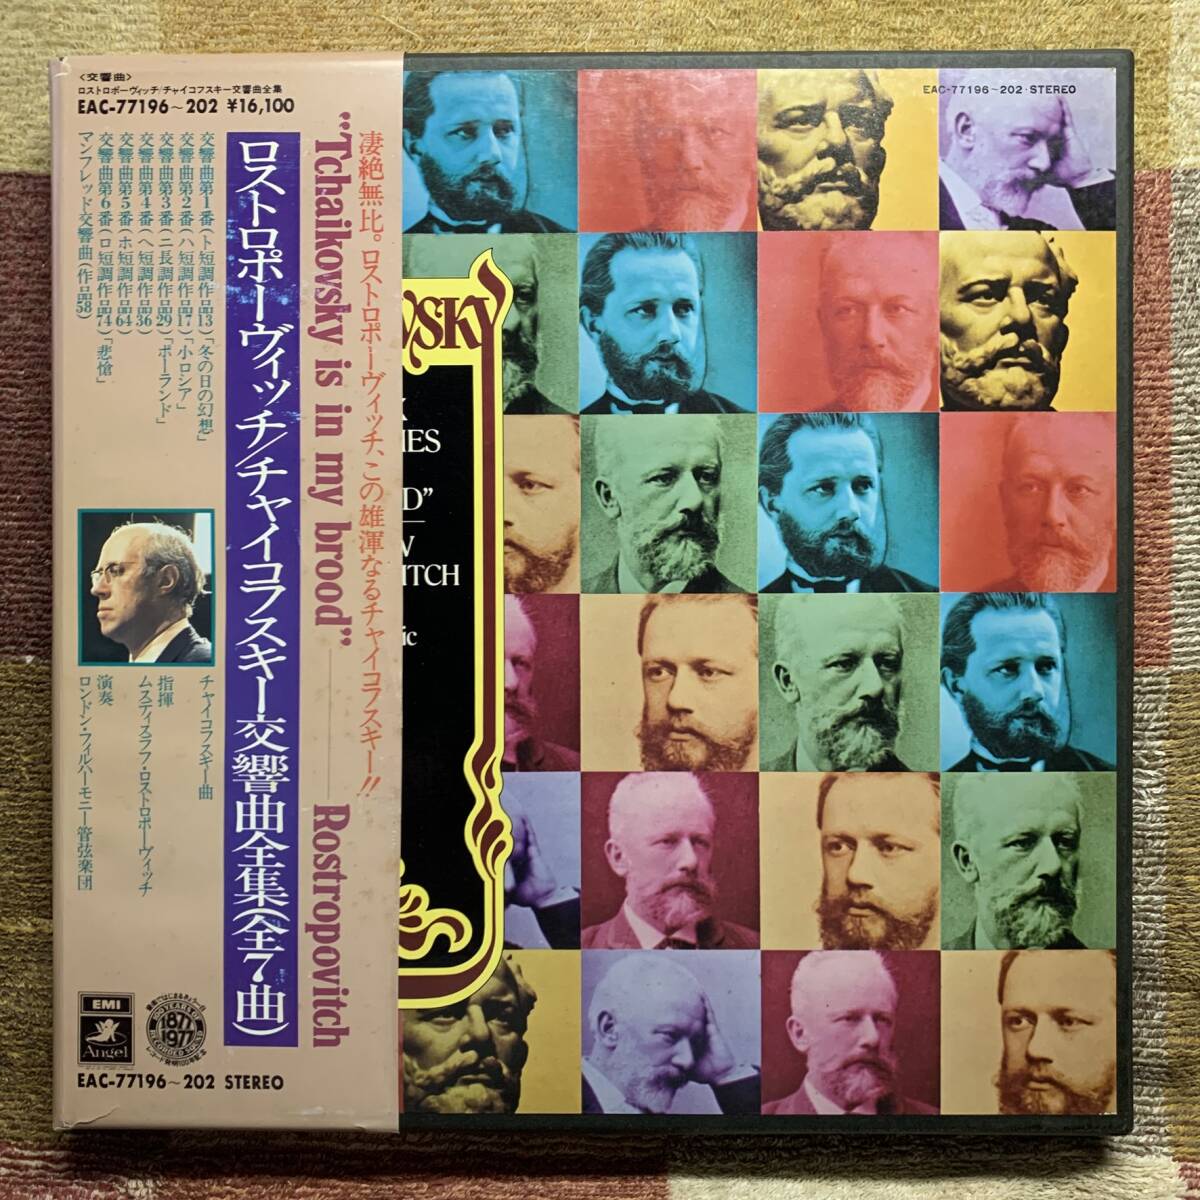 〈交響曲〉
ロストロポーヴィッチ/チャイコフスキー交響曲全集
EAC-77196~202 ¥16,100
凄絶無比。ロストロポーヴィッチ、この雄渾なるチャイコフスキー!!
"Tchaikovsky is in my brood" — Rostropovitch
ロストロポーヴィッチ/チャイコフスキー交響曲全集(全7曲)
交響曲第1番(ト短調作品13)「冬の日の幻想」
交響曲第2番(ハ短調作品17)「小ロシア」
交響曲第3番(ニ長調作品29)「ポーランド」
交響曲第4番(ヘ短調作品36)
交響曲第5番(ホ短調作品64)
交響曲第6番(ロ短調作品74)「悲愴」
マンフレッド交響曲(作品58)
チャイコフスキー曲
指揮
ムスティスラフ・ロストロポーヴィッチ
演奏
ロンドン・フィルハーモニー管弦楽団
EMI
Angel
1877
1977
EAC-77196~202 STEREO
EAC-77196~202・STEREO
VSKY
IES
D"
ITCH
ic